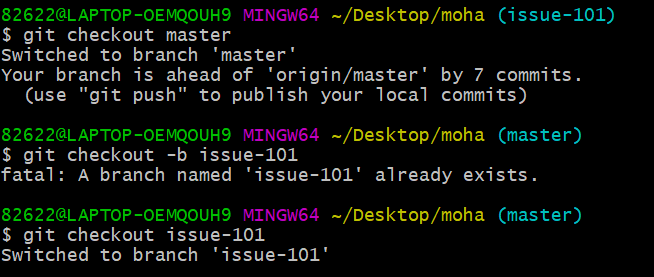 82622@LAPTOP-OEMQOUH9 MINGW64 ~/Desktop/moha (issue-101)
$ git checkout master
Switched to branch 'master'
Your branch is ahead of 'origin/master' by 7 commits.
  (use "git push" to publish your local commits)
82622@LAPTOP-OEMQOUH9 MINGW64 ~/Desktop/moha (master)
$ git checkout -b issue-101
fatal: A branch named 'issue-101' already exists.
82622@LAPTOP-OEMQOUH9 MINGW64 ~/Desktop/moha (master)
$ git checkout issue-101
Switched to branch 'issue-101'